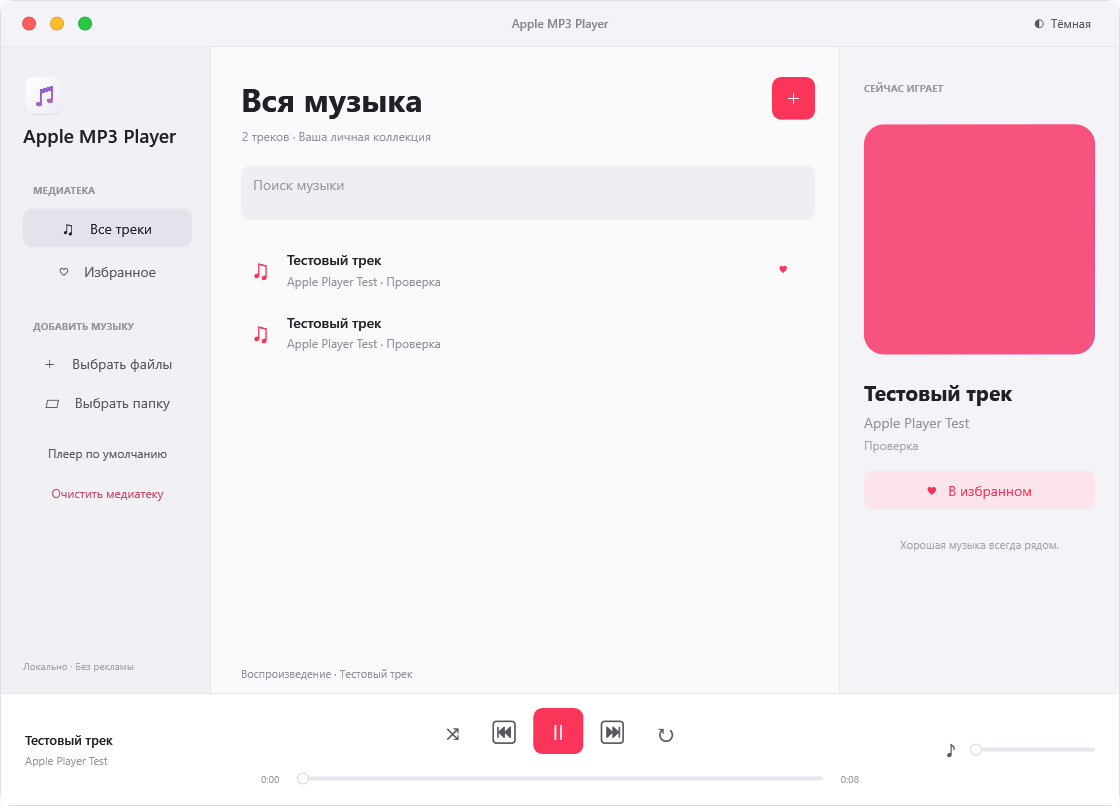 Apple MP3 Player
Тёмная
Apple MP3 Player
МЕДИАТЕКА
Все треки
Избранное
ДОБАВИТЬ МУЗЫКУ
+ Выбрать файлы
Выбрать папку
Плеер по умолчанию
Очистить медиатеку
Локально · Без рекламы
Вся музыка
+
2 треков · Ваша личная коллекция
Поиск музыки
Тестовый трек
Apple Player Test · Проверка
Тестовый трек
Apple Player Test · Проверка
Воспроизведение · Тестовый трек
СЕЙЧАС ИГРАЕТ
Тестовый трек
Apple Player Test
Проверка
В избранном
Хорошая музыка всегда рядом.
Тестовый трек
Apple Player Test
0:00
0:08